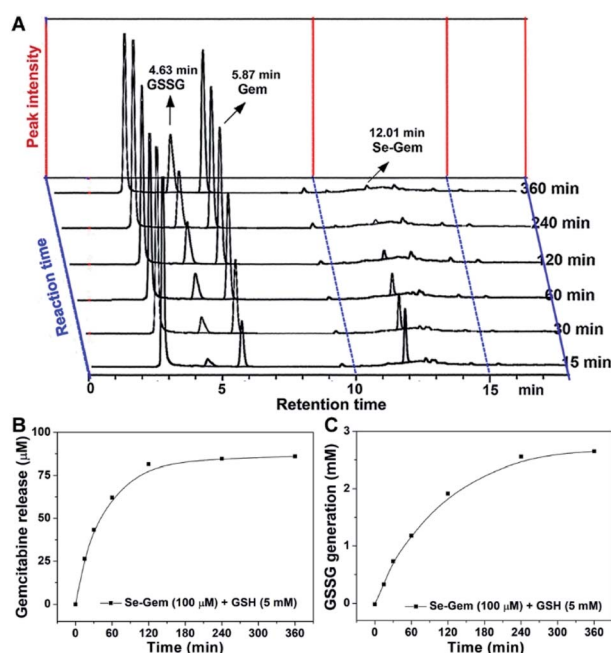 A
Peak intensity
4.63 min
GSSG
5.87 min
Gem
12.01 min
Se-Gem
360 min
240 min
120 min
60 min
30 min
15 min
Reaction time
0 5 10 15 min
Retention time
B
Gemcitabine release (μM)
100
75
50
25
0
Se-Gem (100 μM) + GSH (5 mM)
0 60 120 180 240 300 360
Time (min)
C
GSSG generation (mM)
3
2
1
0
Se-Gem (100 μM) + GSH (5 mM)
0 60 120 180 240 300 360
Time (min)